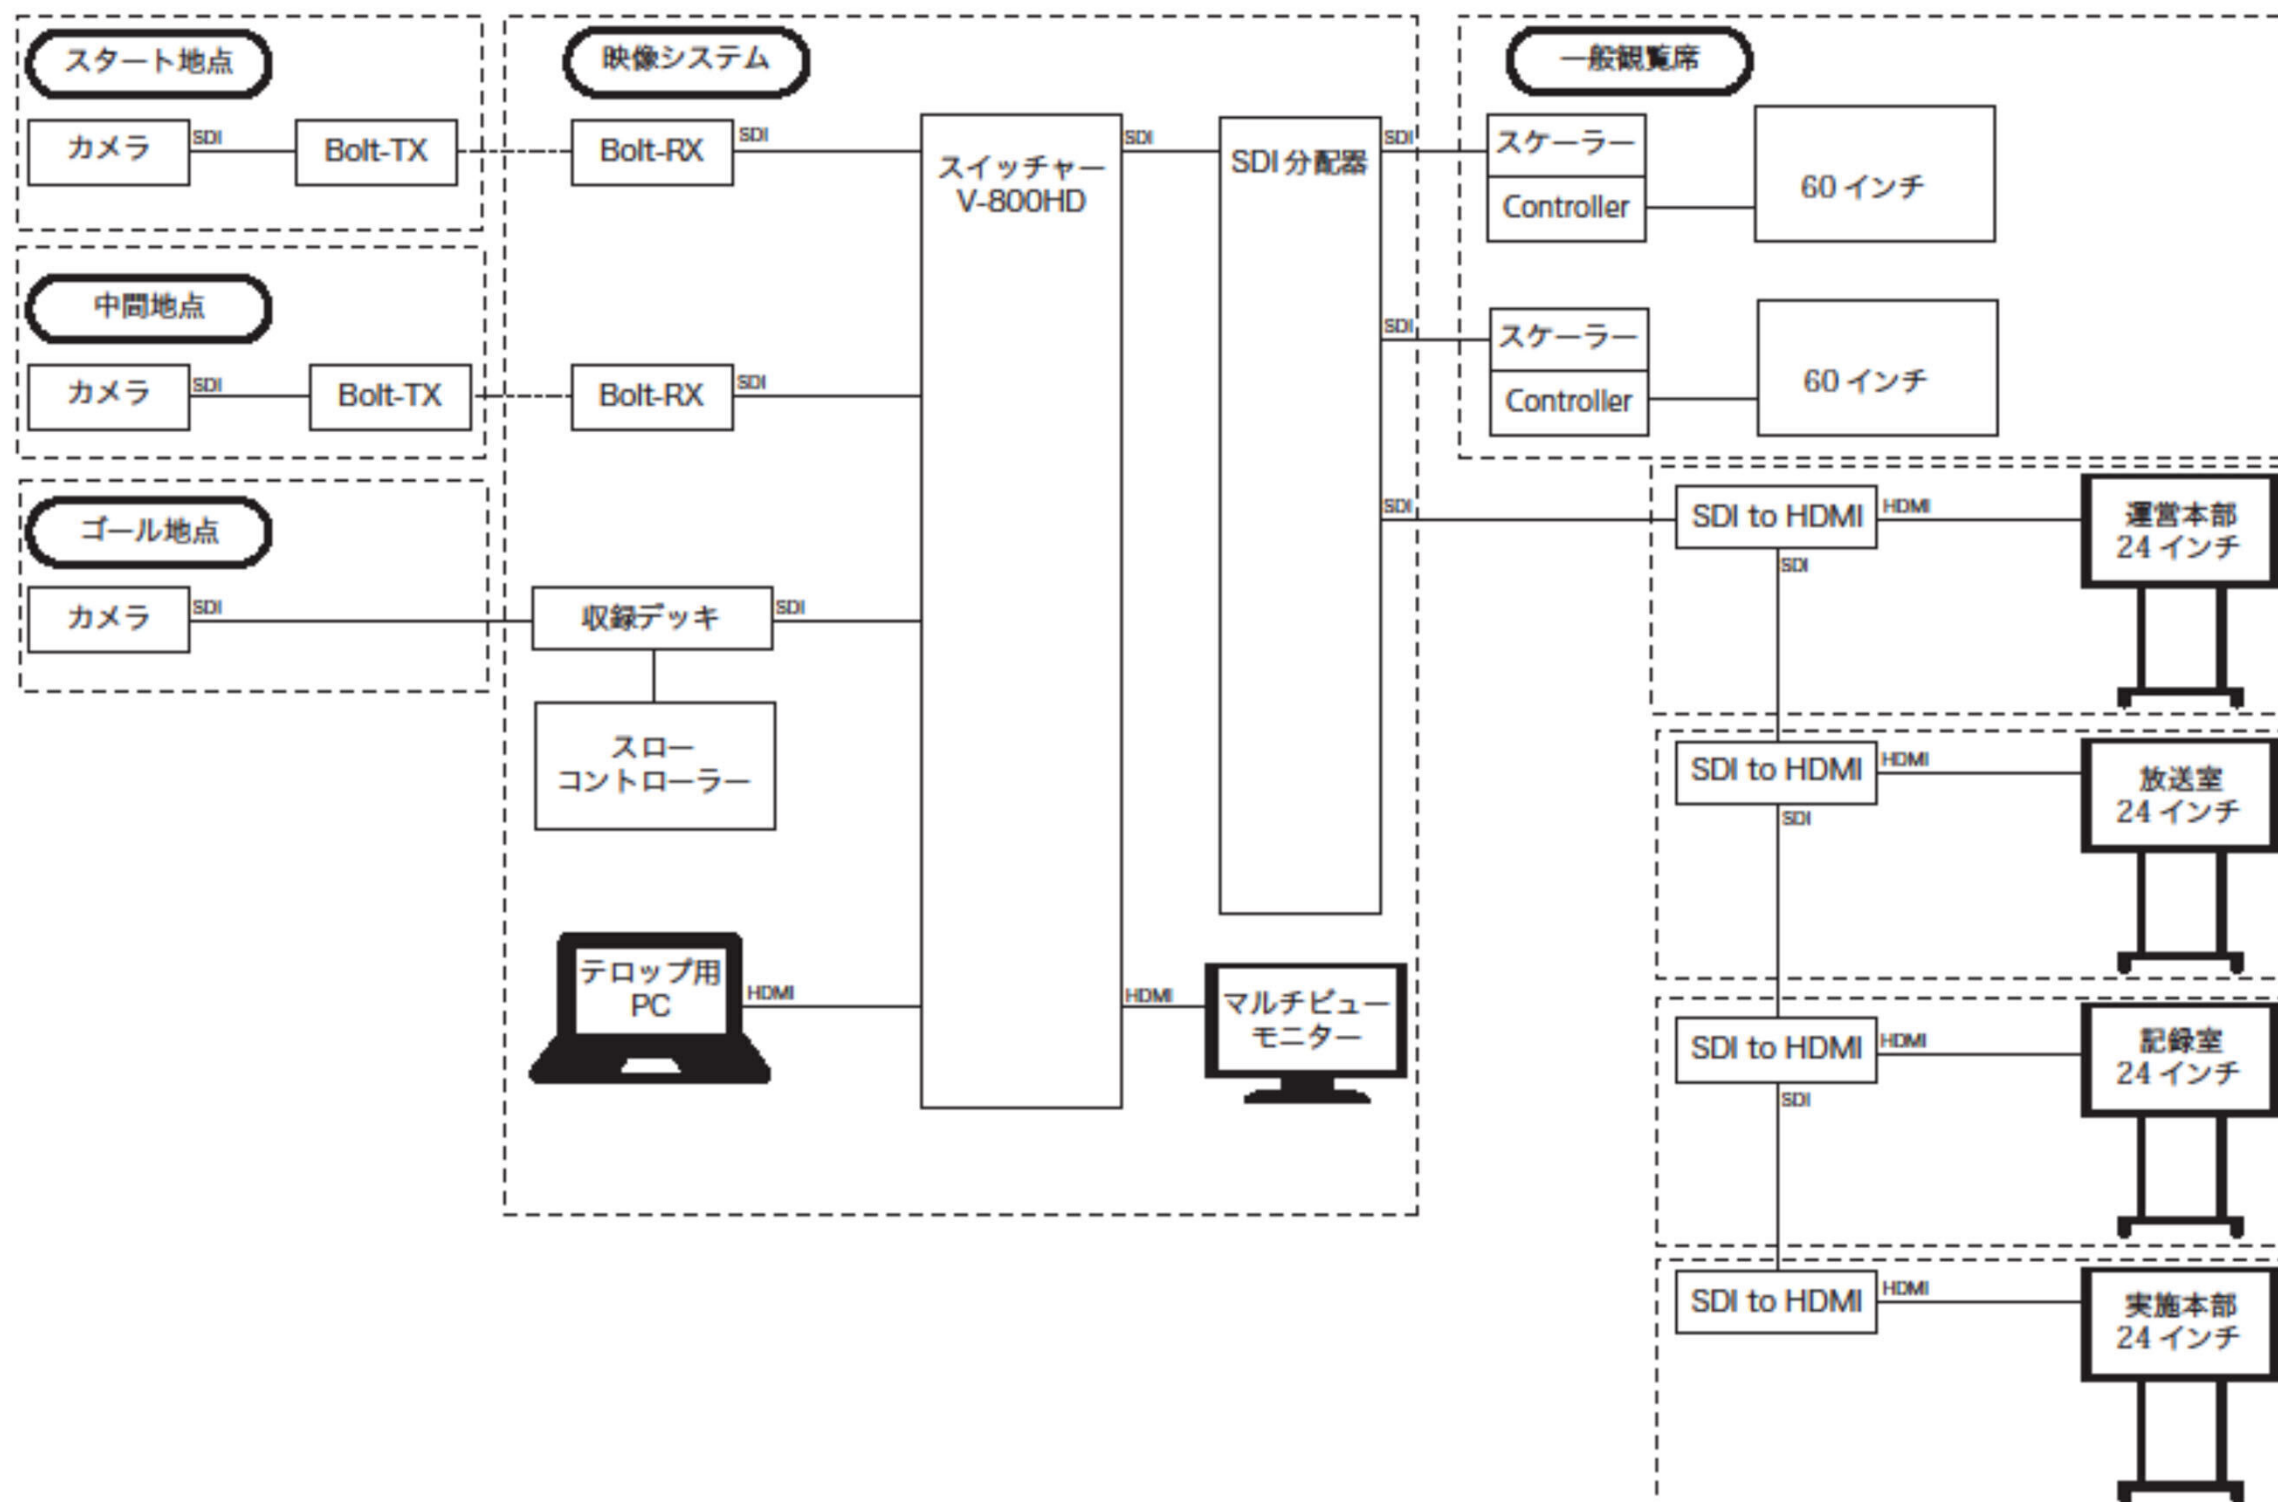 スタート地点
カメラ
SDI
Bolt-TX
中間地点
カメラ
SDI
Bolt-TX
ゴール地点
カメラ
SDI
映像システム
Bolt-RX
SDI
Bolt-RX
SDI
収録デッキ
SDI
スロー
コントローラー
テロップ用
PC
HDMI
スイッチャー
V-800HD
SDI
HDMI
SDI 分配器
SDI
SDI
SDI
マルチビュー
モニター
一般観覧席
スケーラー
Controller
60 インチ
スケーラー
Controller
60 インチ
SDI to HDMI
HDMI
SDI
運営本部
24 インチ
SDI to HDMI
HDMI
SDI
放送室
24 インチ
SDI to HDMI
HDMI
SDI
記録室
24 インチ
SDI to HDMI
HDMI
実施本部
24 インチ